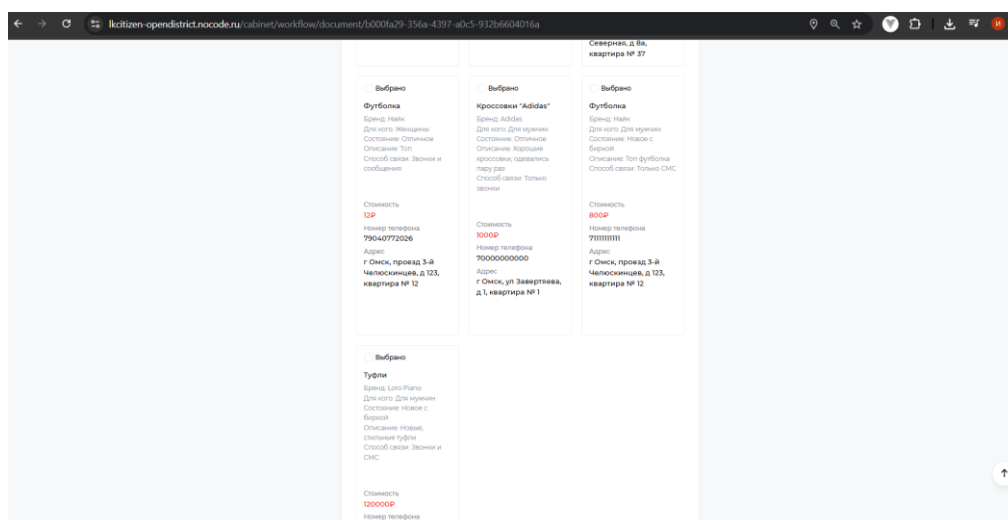 lkcitizen-opendistrict.nocode.ru/cabinet/workflow/document/b000fa29-356a-4397-a0c5-932b6604016a
И
Северная, д 8а,
квартира № 37
Выбрано
Футболка
Бренд: Найк
Для кого: Женщины
Состояние: Отличное
Описание: Топ
Способ связи: Звонки и
сообщения
Стоимость
12₽
Номер телефона
79040772026
Адрес
г Омск, проезд 3-й
Челюскинцев, д 123,
квартира № 12
Выбрано
Кроссовки "Adidas"
Бренд: Adidas
Для кого: Для мужчин
Состояние: Отличное
Описание: Хорошие
кроссовки, одевались
пару раз
Способ связи: Только
звонки
Стоимость
1000₽
Номер телефона
70000000000
Адрес
г Омск, ул Завертяева,
д 1, квартира № 1
Выбрано
Футболка
Бренд: Найк
Для кого: Для мужчин
Состояние: Новое с
биркой
Описание: Топ футболка
Способ связи: Только СМС
Стоимость
800₽
Номер телефона
71111111111
Адрес
г Омск, проезд 3-й
Челюскинцев, д 123,
квартира № 12
Выбрано
Туфли
Бренд: Loro Piano
Для кого: Для мужчин
Состояние: Новое с
биркой
Описание: Новые,
стильные туфли
Способ связи: Звонки и
СМС
Стоимость
120000₽
Номер телефона